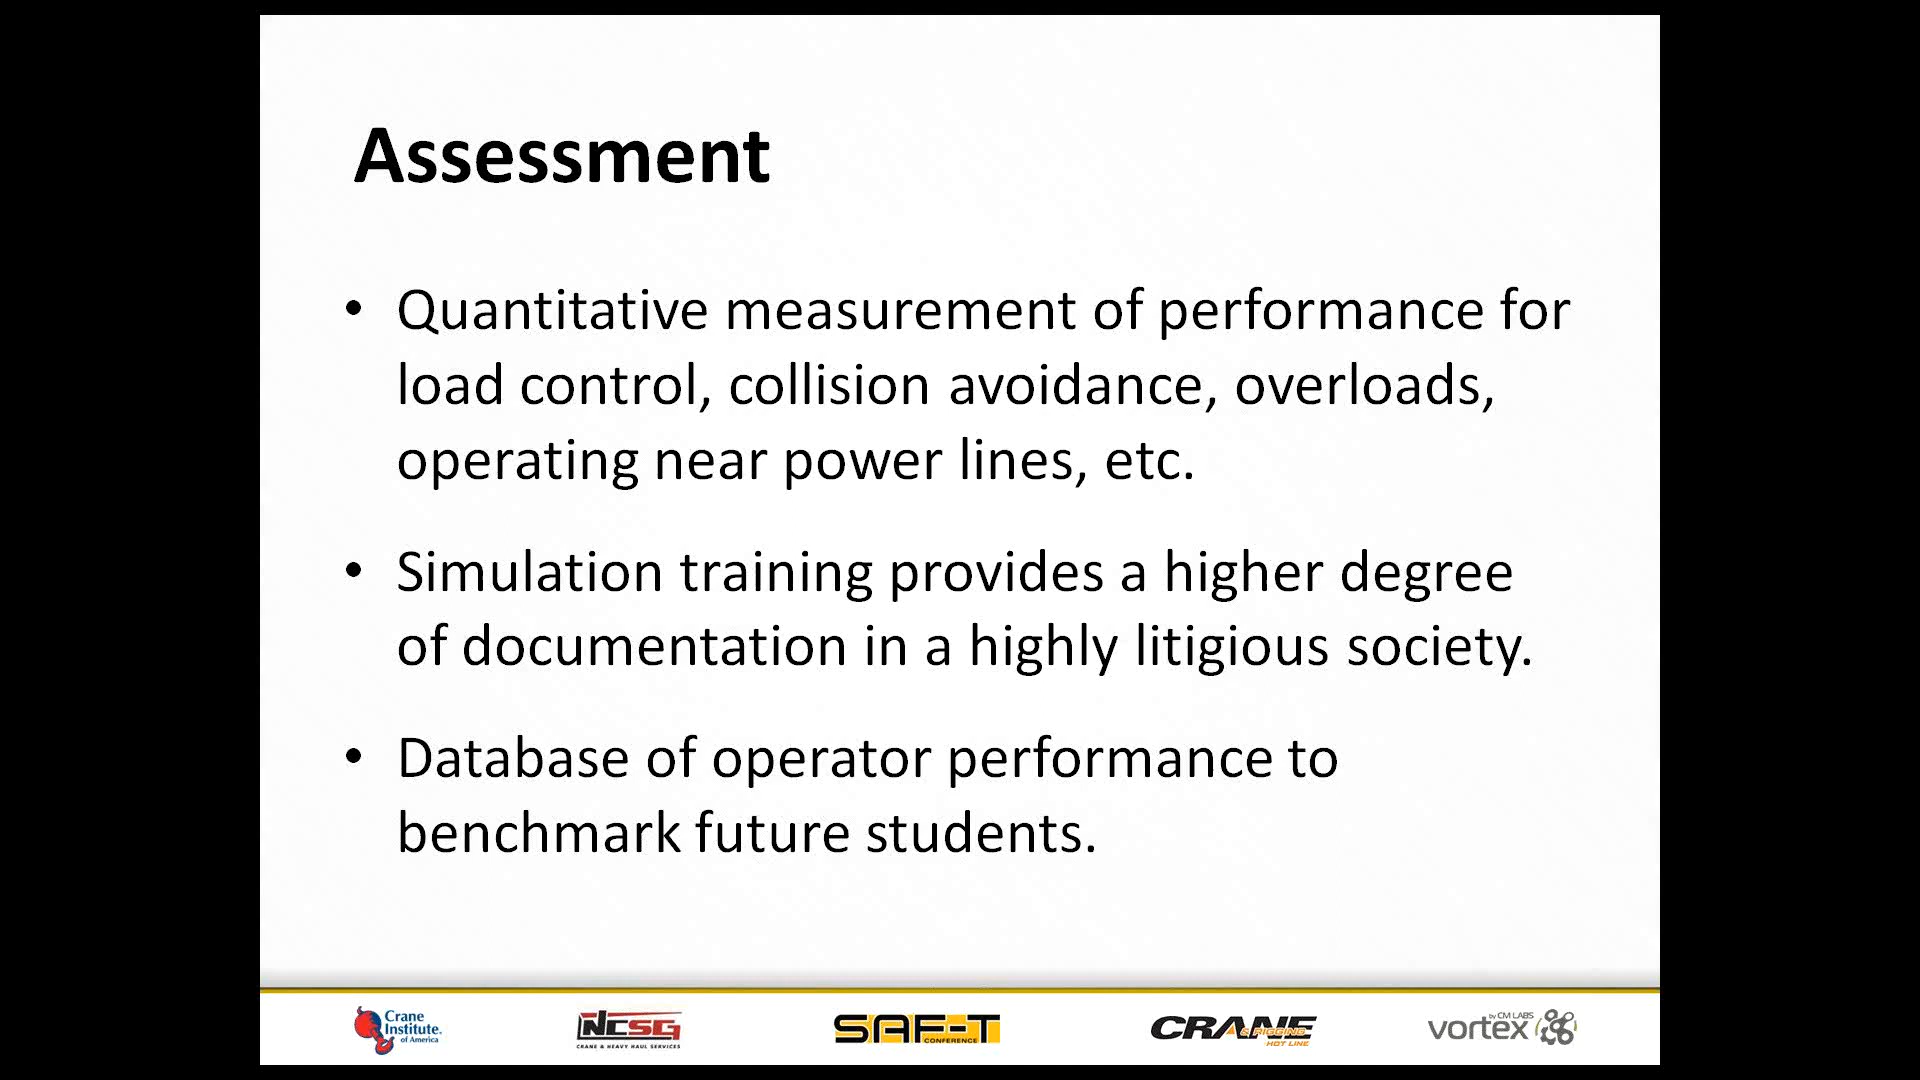 Assessment
• Quantitative measurement of performance for
load control, collision avoidance, overloads,
operating near power lines, etc.
• Simulation training provides a higher degree
of documentation in a highly litigious society.
• Database of operator performance to
benchmark future students.
Crane
Institute.
of America
NCSG
CRANE & HEAVY HAUL SERVICES
SAF-T
CONFERENCE
CRANE
& RIGGING
HOT LINE
by CM LABS
vortex